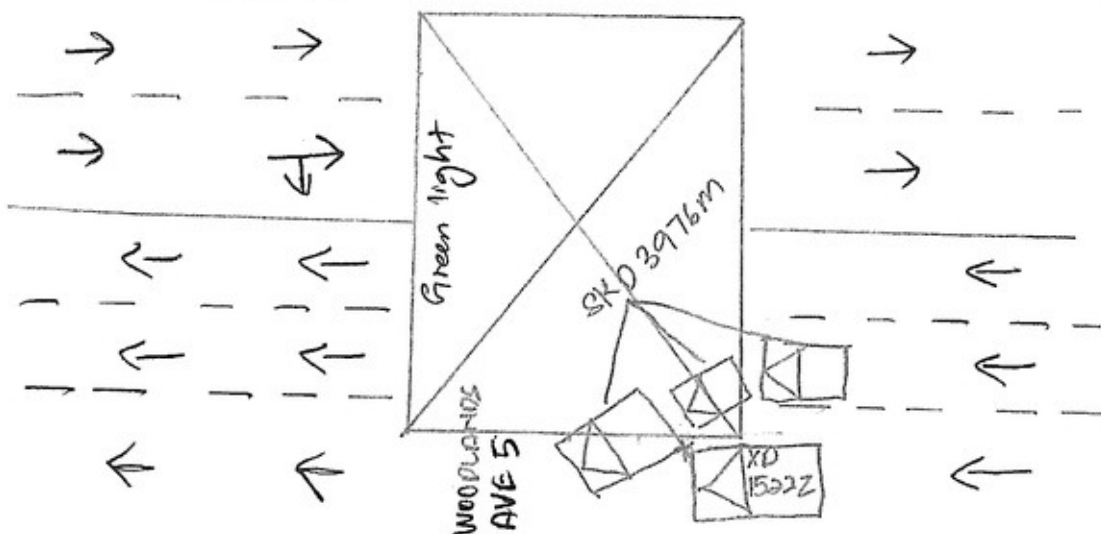 Green light
SKD 3976M
WOODLANDS
AVE 5
XD
1522Z